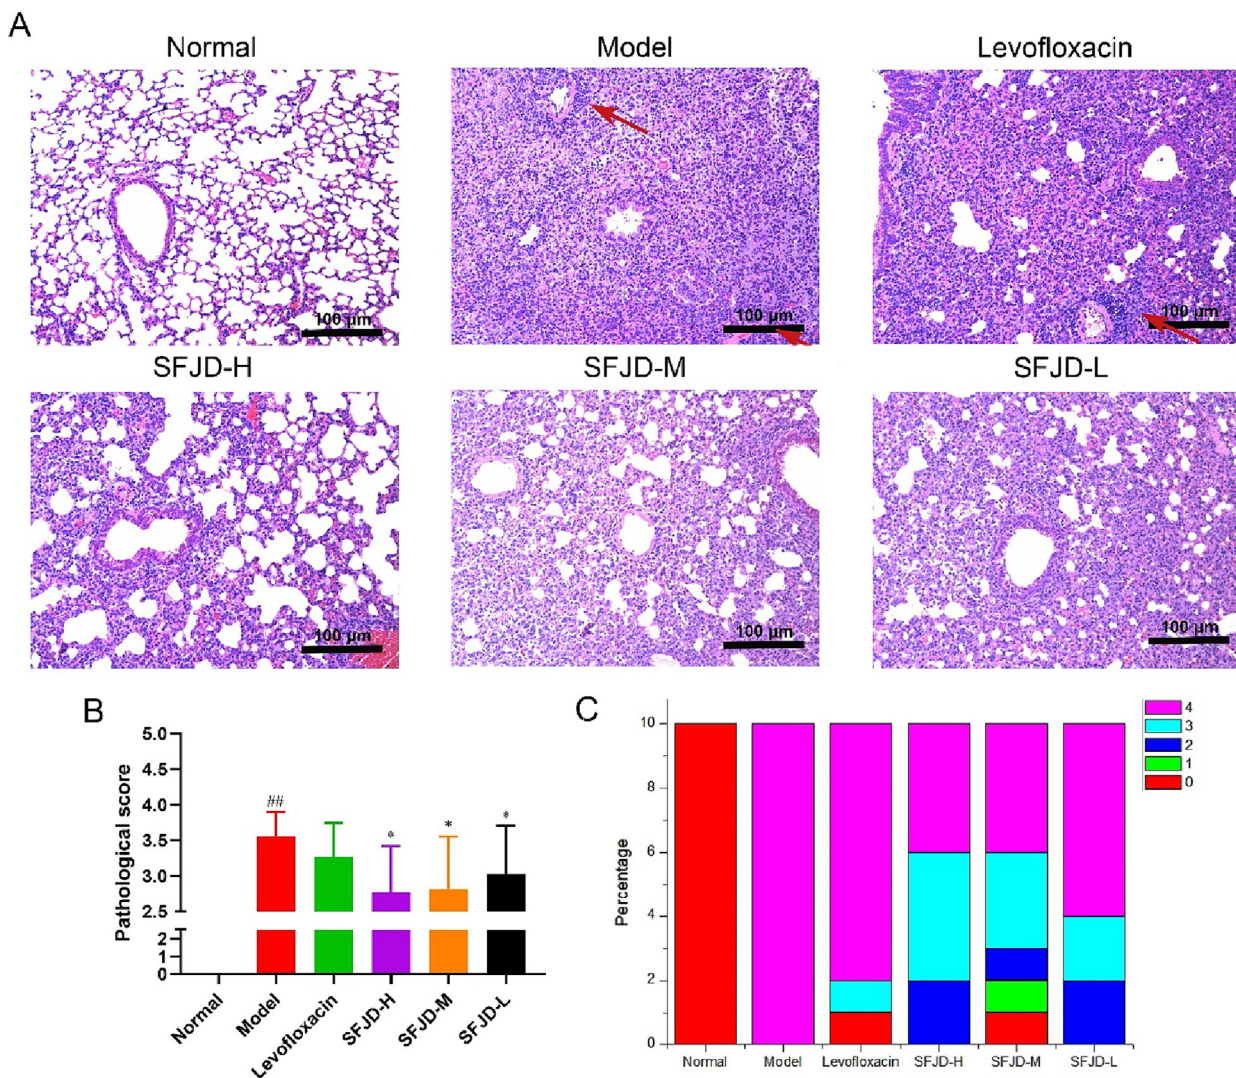 A
Normal
Model
Levofloxacin
100 µm
100 µm
100 µm
SFJD-H
SFJD-M
SFJD-L
100 µm
100 µm
100 µm
B
Pathological score
5.0
4.5
4.0
3.5
3.0
2.5
2
1
0
##
*
*
*
Normal
Model
Levofloxacin
SFJD-H
SFJD-M
SFJD-L
C
Percentage
10
8
6
4
2
0
Normal
Model
Levofloxacin
SFJD-H
SFJD-M
SFJD-L
4
3
2
1
0